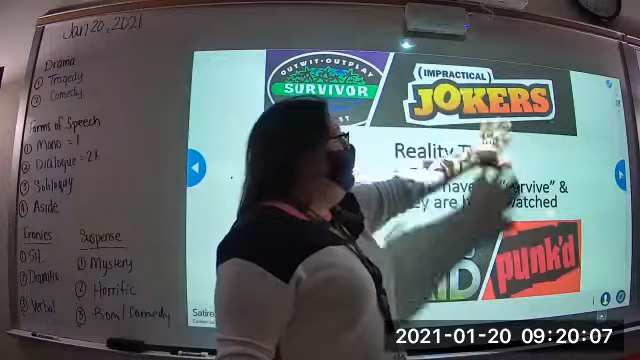 Jan 20, 2021
Drama
① Tragedy
② Comedy
Forms of Speech
① Mono = 1
② Dialogue = 2+
③ Soliloquy
④ Aside
Ironies
① Sit.
② Dramatic
③ Verbal
Suspense
① Mystery
② Horrific
③ Rom/Comedy
OUTWIT·OUTPLAY
SURVIVOR
IMPRACTICAL
JOKERS
Reality
have "survive" &
are watched
punk'd
Satire
2021-01-20 09:20:07